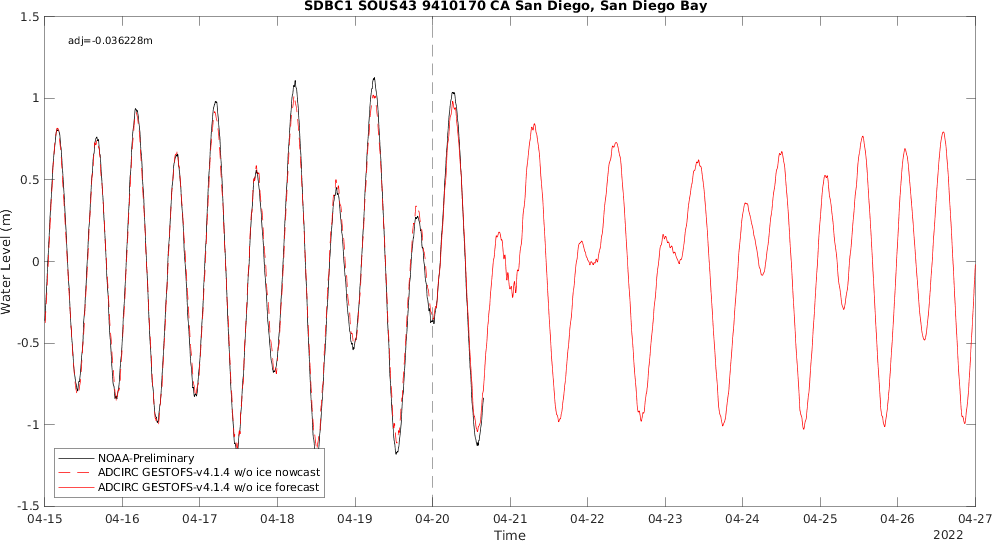 SDBC1 SOUS43 9410170 CA San Diego, San Diego Bay
adj=-0.036228m
1.5
1
0.5
0
-0.5
-1
-1.5
Water Level (m)
NOAA-Preliminary
ADCIRC GESTOFS-v4.1.4 w/o ice nowcast
ADCIRC GESTOFS-v4.1.4 w/o ice forecast
04-15 04-16 04-17 04-18 04-19 04-20 04-21 04-22 04-23 04-24 04-25 04-26 04-27
Time
2022